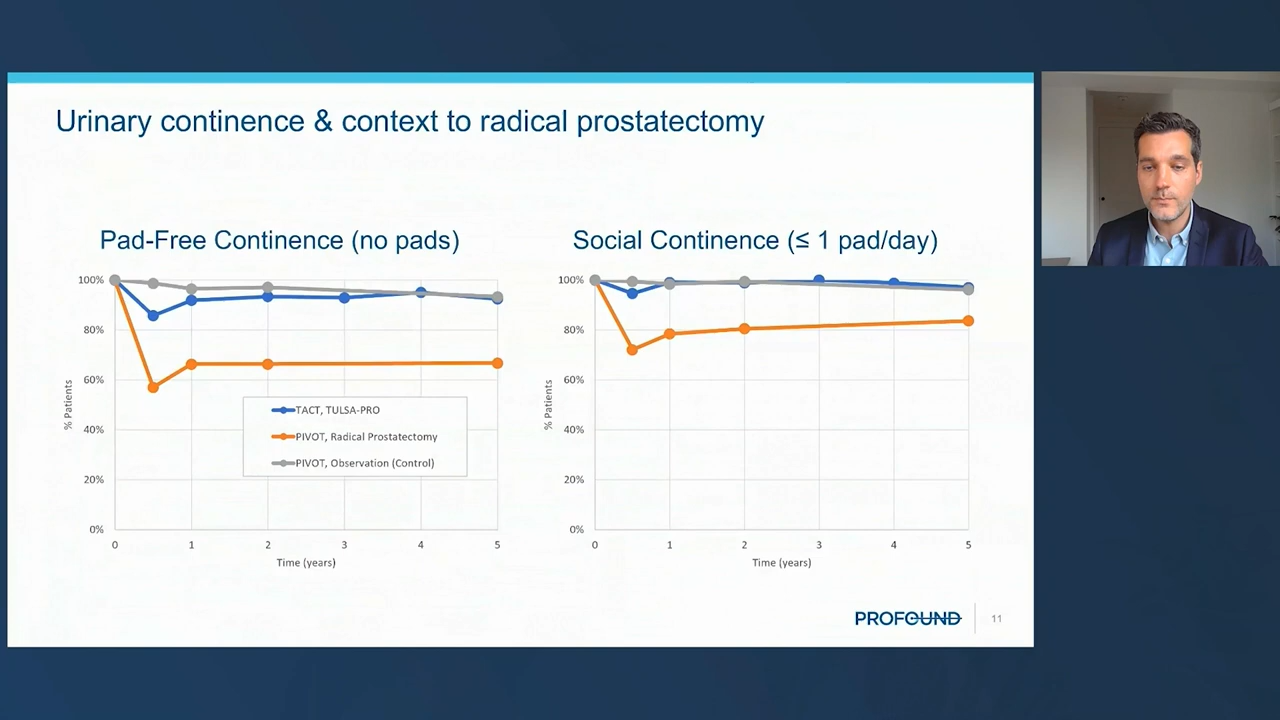 Urinary continence & context to radical prostatectomy
Pad-Free Continence (no pads)
100%
80%
60%
40%
20%
0%
% Patients
TACT, TULSA-PRO
PIVOT, Radical Prostatectomy
PIVOT, Observation (Control)
0 1 2 3 4 5
Time (years)
Social Continence (≤ 1 pad/day)
100%
80%
60%
40%
20%
0%
% Patients
0 1 2 3 4 5
Time (years)
PROFOUND
11